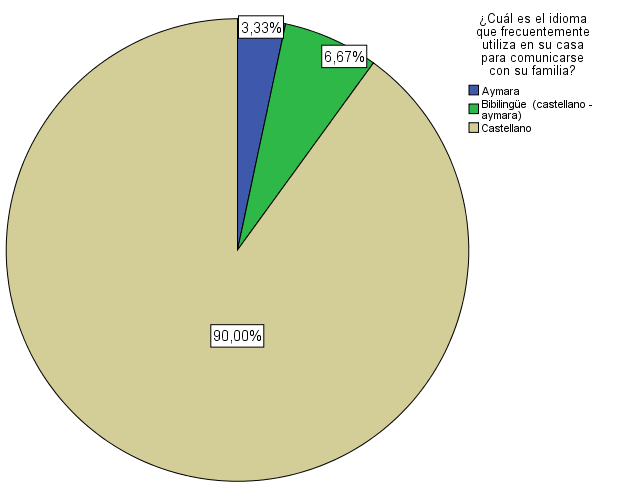 ¿Cuál es el idioma
que frecuentemente
utiliza en su casa
para comunicarse
con su familia?
Aymara
Bibilingüe (castellano -
aymara)
Castellano
3,33%
6,67%
90,00%